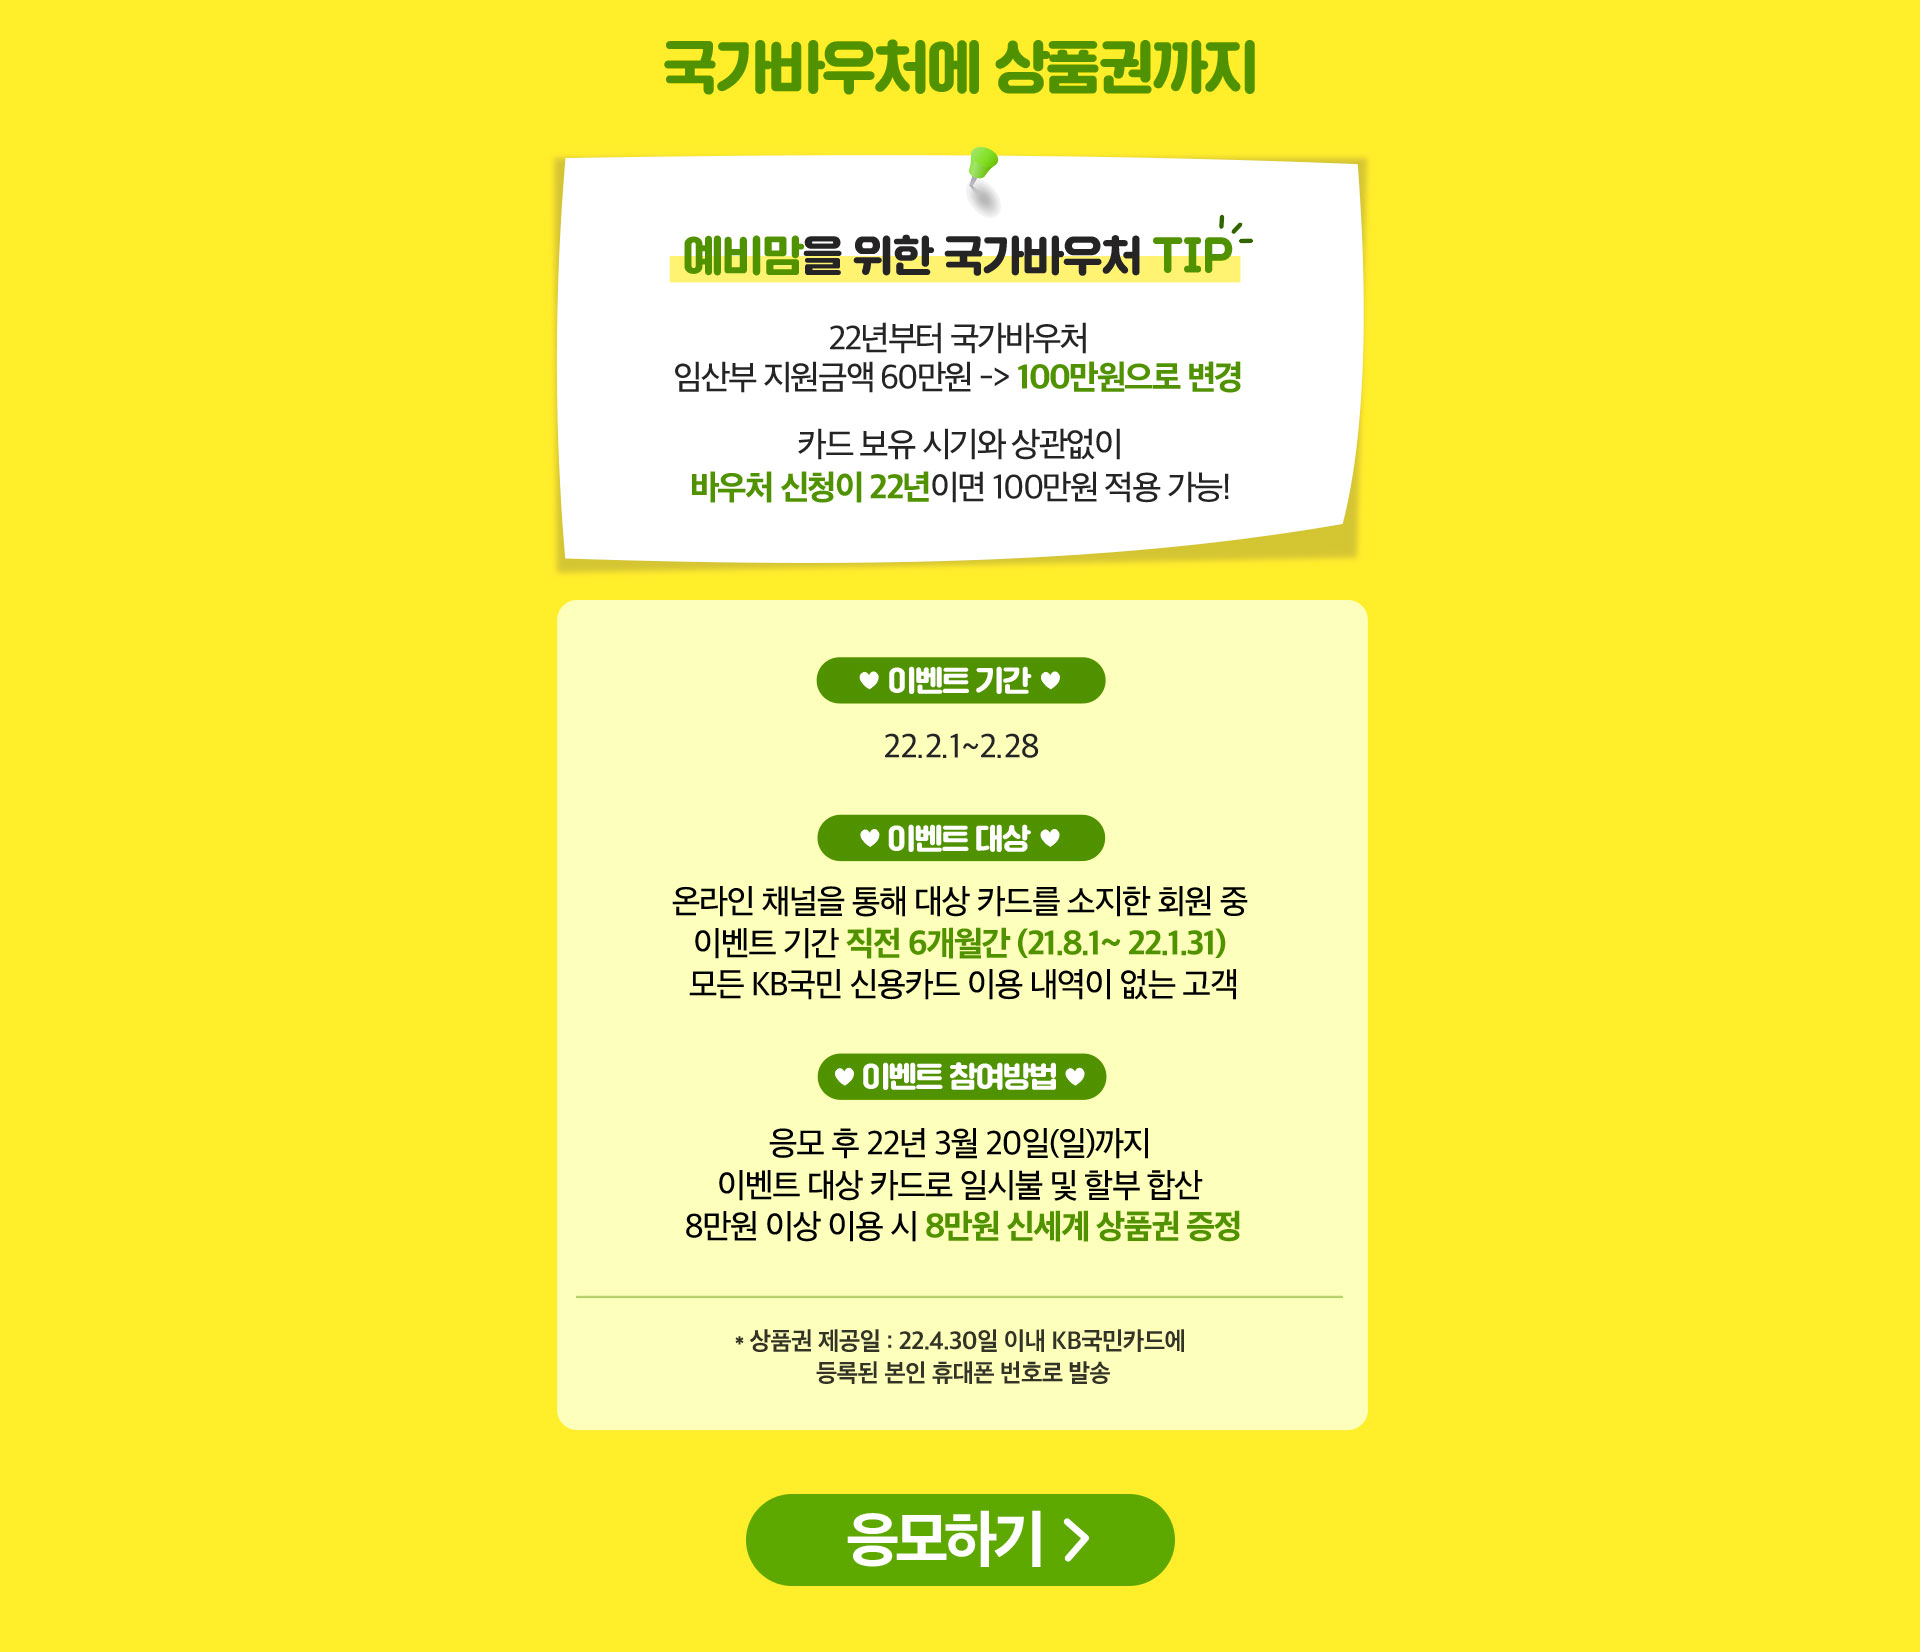 국가바우처에 상품권까지
예비맘을 위한 국가바우처 TIP
22년부터 국가바우처
임산부 지원금액 60만원 -> 100만원으로 변경
카드 보유 시기와 상관없이
바우처 신청이 22년이면 100만원 적용 가능!
♥ 이벤트 기간 ♥
22.2.1~2.28
♥ 이벤트 대상 ♥
온라인 채널을 통해 대상 카드를 소지한 회원 중
이벤트 기간 직전 6개월간 (21.8.1~ 22.1.31)
모든 KB국민 신용카드 이용 내역이 없는 고객
♥ 이벤트 참여방법 ♥
응모 후 22년 3월 20일(일)까지
이벤트 대상 카드로 일시불 및 할부 합산
8만원 이상 이용 시 8만원 신세계 상품권 증정
* 상품권 제공일 : 22.4.30일 이내 KB국민카드에
등록된 본인 휴대폰 번호로 발송
응모하기 >